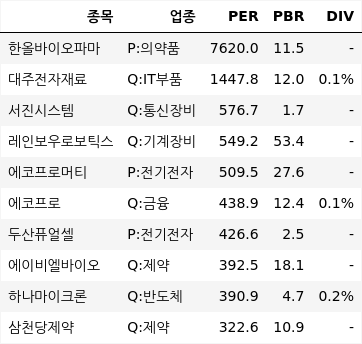 종목 업종 PER PBR DIV
한올바이오파마 P:의약품 7620.0 11.5 -
대주전자재료 Q:IT부품 1447.8 12.0 0.1%
서진시스템 Q:통신장비 576.7 1.7 -
레인보우로보틱스 Q:기계장비 549.2 53.4 -
에코프로머티 P:전기전자 509.5 27.6 -
에코프로 Q:금융 438.9 12.4 0.1%
두산퓨얼셀 P:전기전자 426.6 2.5 -
에이비엘바이오 Q:제약 392.5 18.1 -
하나마이크론 Q:반도체 390.9 4.7 0.2%
삼천당제약 Q:제약 322.6 10.9 -